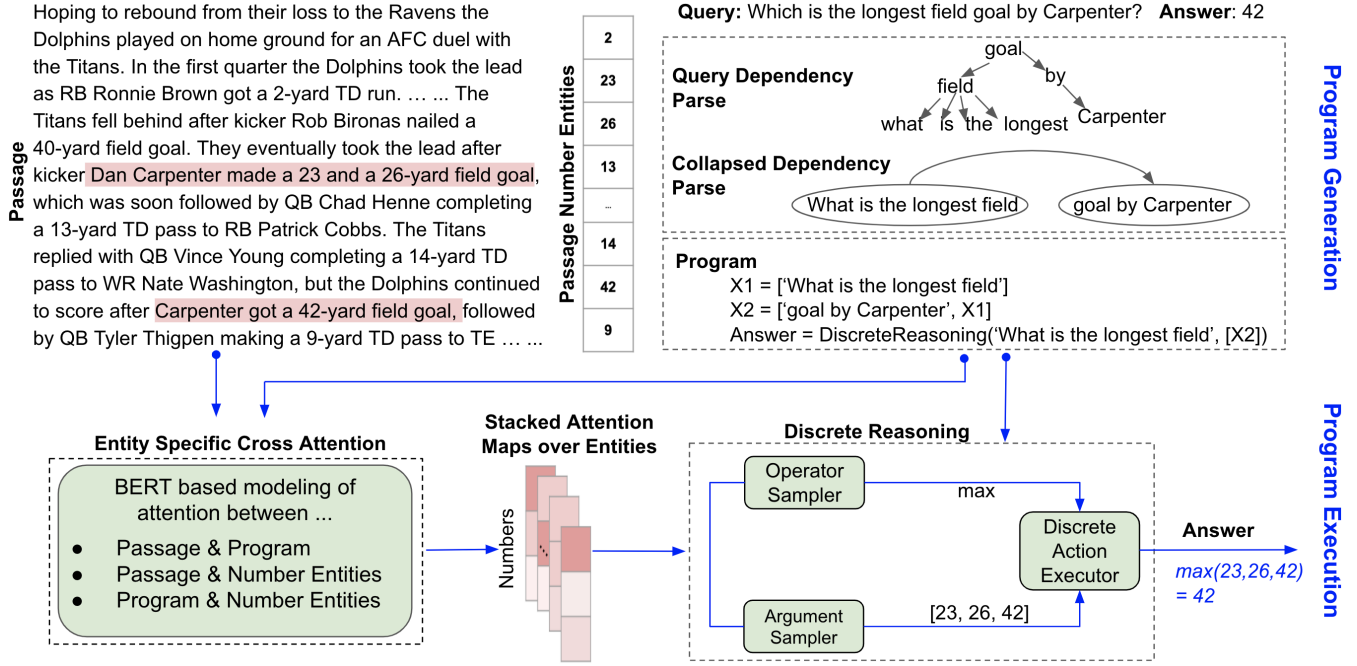 Passage
Hoping to rebound from their loss to the Ravens the
Dolphins played on home ground for an AFC duel with
the Titans. In the first quarter the Dolphins took the lead
as RB Ronnie Brown got a 2-yard TD run. … ... The
Titans fell behind after kicker Rob Bironas nailed a
40-yard field goal. They eventually took the lead after
kicker Dan Carpenter made a 23 and a 26-yard field goal,
which was soon followed by QB Chad Henne completing
a 13-yard TD pass to RB Patrick Cobbs. The Titans
replied with QB Vince Young completing a 14-yard TD
pass to WR Nate Washington, but the Dolphins continued
to score after Carpenter got a 42-yard field goal, followed
by QB Tyler Thigpen making a 9-yard TD pass to TE … ...
Passage Number Entities
2
23
26
13
...
14
42
9
Query: Which is the longest field goal by Carpenter? Answer: 42
Query Dependency
Parse
goal
field
by
what is the longest
Carpenter
Collapsed Dependency
Parse
What is the longest field
goal by Carpenter
Program
X1 = [‘What is the longest field’]
X2 = [‘goal by Carpenter’, X1]
Answer = DiscreteReasoning(‘What is the longest field’, [X2])
Program Generation
Entity Specific Cross Attention
BERT based modeling of
attention between ...
● Passage & Program
● Passage & Number Entities
● Program & Number Entities
Stacked Attention
Maps over Entities
Numbers
Discrete Reasoning
Operator
Sampler
max
Argument
Sampler
[23, 26, 42]
Discrete
Action
Executor
Answer
max(23,26,42)
= 42
Program Execution